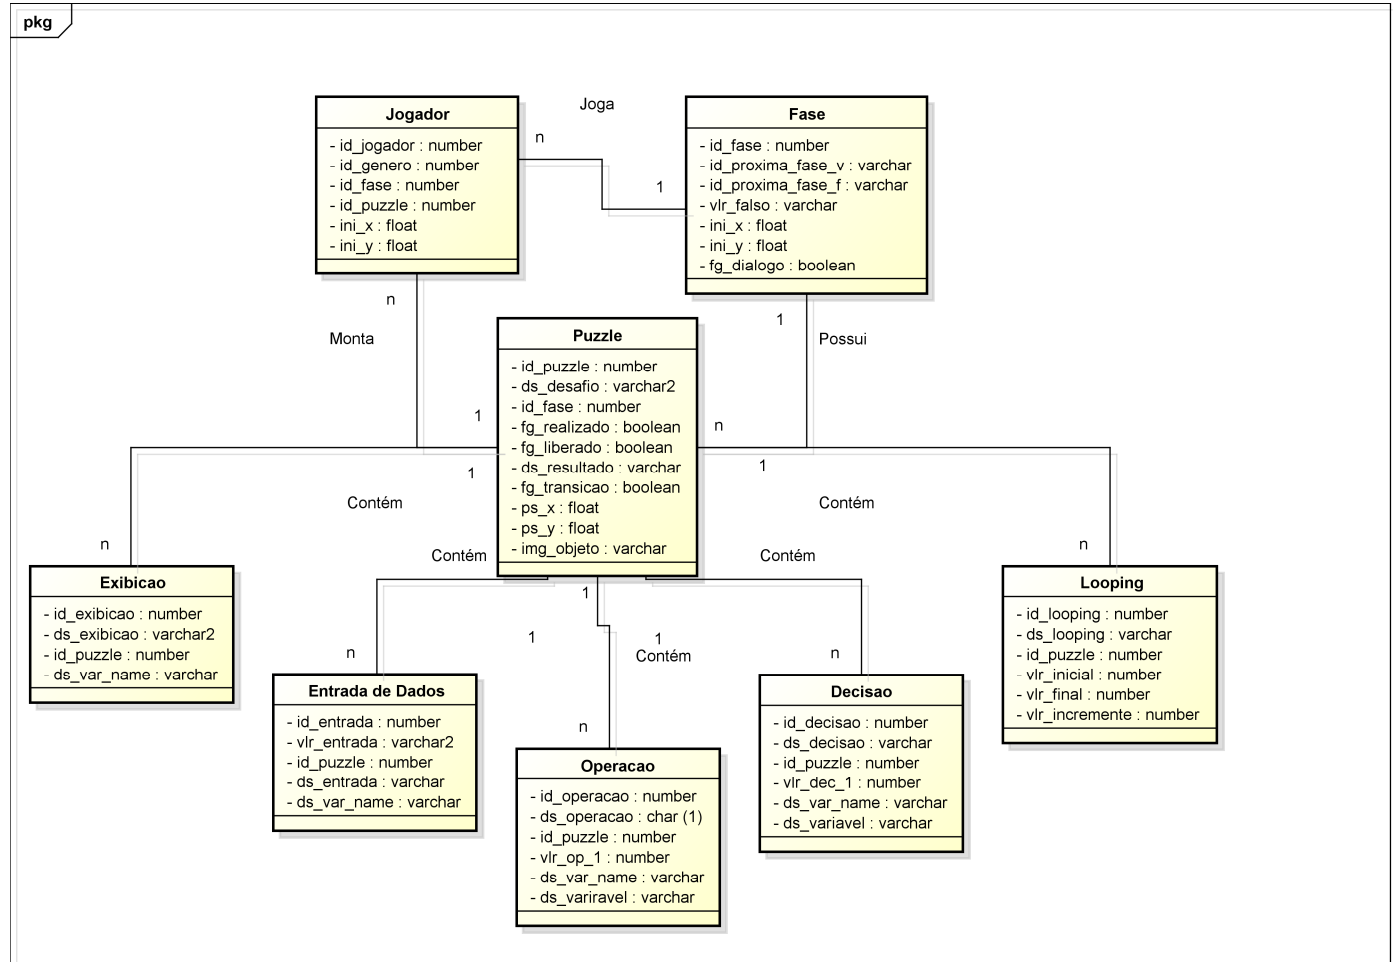 pkg
Joga
Jogador
- id_jogador : number
- id_genero : number
- id_fase : number
- id_puzzle : number
- ini_x : float
- ini_y : float
n
1
Fase
- id_fase : number
- id_proxima_fase_v : varchar
- id_proxima_fase_f : varchar
- vlr_falso : varchar
- ini_x : float
- ini_y : float
- fg_dialogo : boolean
n
Monta
1
1
Possui
n
Puzzle
- id_puzzle : number
- ds_desafio : varchar2
- id_fase : number
- fg_realizado : boolean
- fg_liberado : boolean
- ds_resultado : varchar
- fg_transicao : boolean
- ps_x : float
- ps_y : float
- img_objeto : varchar
1
1
Contém
Contém
n
Contém
Contém
n
Exibicao
- id_exibicao : number
- ds_exibicao : varchar2
- id_puzzle : number
- ds_var_name : varchar
Looping
- id_looping : number
- ds_looping : varchar
- id_puzzle : number
- vlr_inicial : number
- vlr_final : number
- vlr_incremente : number
1
1
1
Contém
n
n
n
Entrada de Dados
- id_entrada : number
- vlr_entrada : varchar2
- id_puzzle : number
- ds_entrada : varchar
- ds_var_name : varchar
Operacao
- id_operacao : number
- ds_operacao : char (1)
- id_puzzle : number
- vlr_op_1 : number
- ds_var_name : varchar
- ds_variravel : varchar
Decisao
- id_decisao : number
- ds_decisao : varchar
- id_puzzle : number
- vlr_dec_1 : number
- ds_var_name : varchar
- ds_variavel : varchar